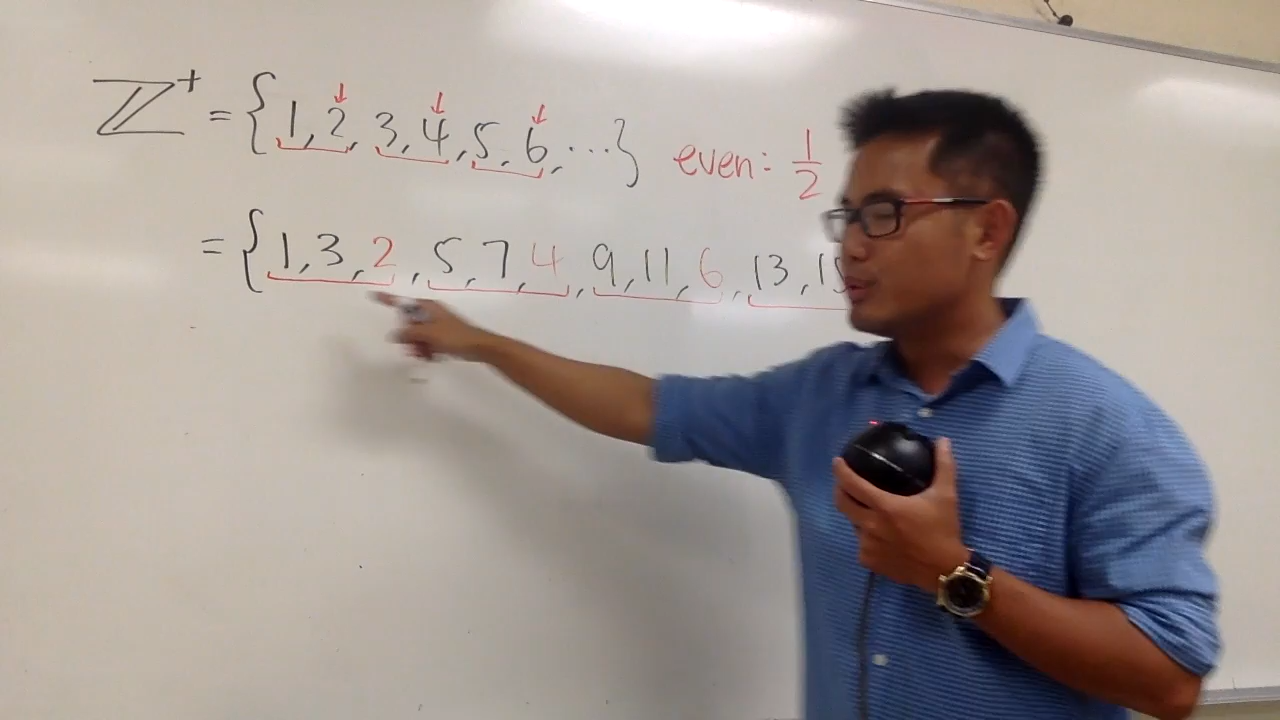 ℤ⁺ = {1, 2, 3, 4, 5, 6, ...} even: 1/2
= {1, 3, 2, 5, 7, 4, 9, 11, 6, 13, 15